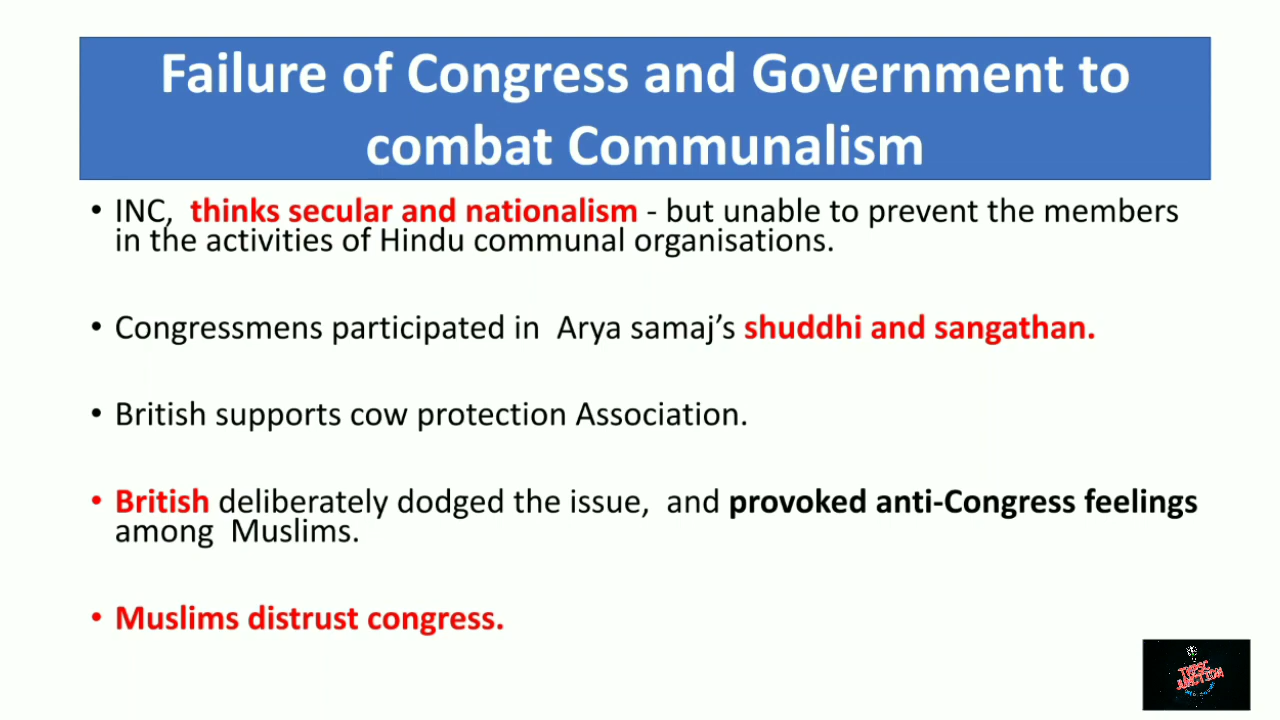 Failure of Congress and Government to
combat Communalism
• INC,  thinks secular and nationalism - but unable to prevent the members
in the activities of Hindu communal organisations.
• Congressmens participated in  Arya samaj’s shuddhi and sangathan.
• British supports cow protection Association.
• British deliberately dodged the issue,  and provoked anti-Congress feelings
among  Muslims.
• Muslims distrust congress.
TNPSC
JUNCTION